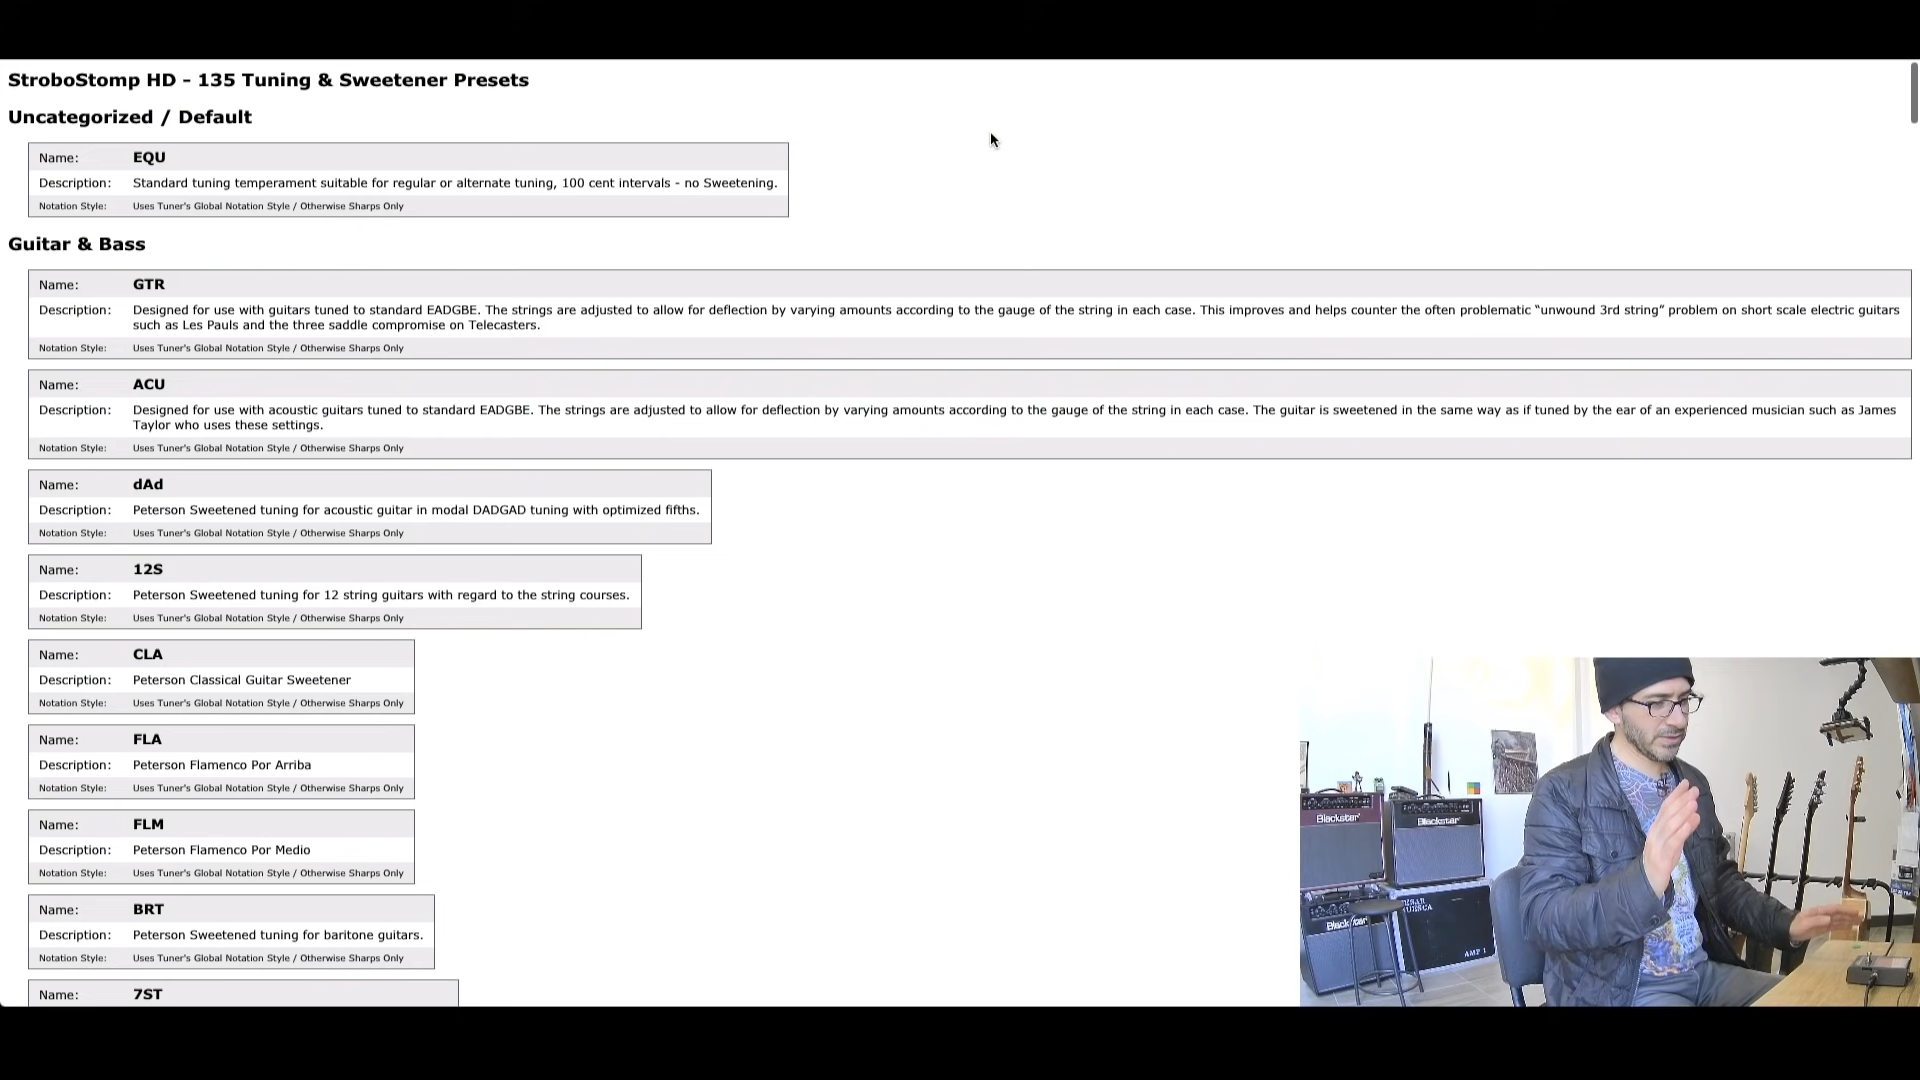 StroboStomp HD - 135 Tuning & Sweetener Presets
Uncategorized / Default
Name: EQU
Description: Standard tuning temperament suitable for regular or alternate tuning, 100 cent intervals - no Sweetening.
Notation Style: Uses Tuner's Global Notation Style / Otherwise Sharps Only
Guitar & Bass
Name: GTR
Description: Designed for use with guitars tuned to standard EADGBE. The strings are adjusted to allow for deflection by varying amounts according to the gauge of the string in each case. This improves and helps counter the often problematic “unwound 3rd string” problem on short scale electric guitars
such as Les Pauls and the three saddle compromise on Telecasters.
Notation Style: Uses Tuner's Global Notation Style / Otherwise Sharps Only
Name: ACU
Description: Designed for use with acoustic guitars tuned to standard EADGBE. The strings are adjusted to allow for deflection by varying amounts according to the gauge of the string in each case. The guitar is sweetened in the same way as if tuned by the ear of an experienced musician such as James
Taylor who uses these settings.
Notation Style: Uses Tuner's Global Notation Style / Otherwise Sharps Only
Name: dAd
Description: Peterson Sweetened tuning for acoustic guitar in modal DADGAD tuning with optimized fifths.
Notation Style: Uses Tuner's Global Notation Style / Otherwise Sharps Only
Name: 12S
Description: Peterson Sweetened tuning for 12 string guitars with regard to the string courses.
Notation Style: Uses Tuner's Global Notation Style / Otherwise Sharps Only
Name: CLA
Description: Peterson Classical Guitar Sweetener
Notation Style: Uses Tuner's Global Notation Style / Otherwise Sharps Only
Name: FLA
Description: Peterson Flamenco Por Arriba
Notation Style: Uses Tuner's Global Notation Style / Otherwise Sharps Only
Name: FLM
Description: Peterson Flamenco Por Medio
Notation Style: Uses Tuner's Global Notation Style / Otherwise Sharps Only
Name: BRT
Description: Peterson Sweetened tuning for baritone guitars.
Notation Style: Uses Tuner's Global Notation Style / Otherwise Sharps Only
Name: 7ST
Blackstar
Blackstar
AMP 1